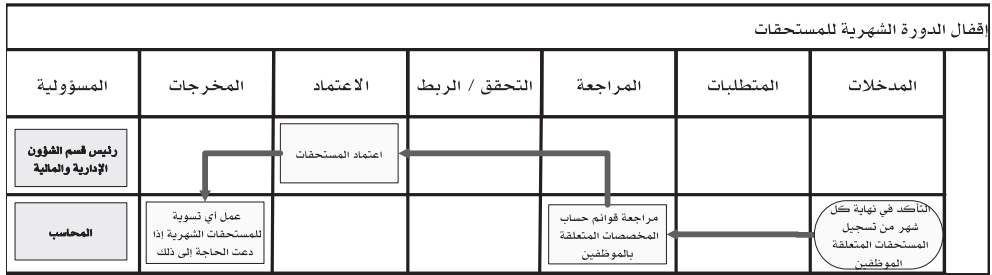 إقفال الدورة الشهرية للمستحقات
المدخلات
المتطلبات
المراجعة
التحقق / الربط
الاعتماد
المخرجات
المسؤولية
اعتماد المستحقات
رئيس قسم الشؤون
الإدارية والمالية
التأكد في نهاية كل
شهر من تسجيل
المستحقات المتعلقة
الموظفين
مراجعة قوائم حساب
المخصصات المتعلقة
بالموظفين
عمل أي تسوية
للمستحقات الشهرية إذا
دعت الحاجة إلى ذلك
المحاسب